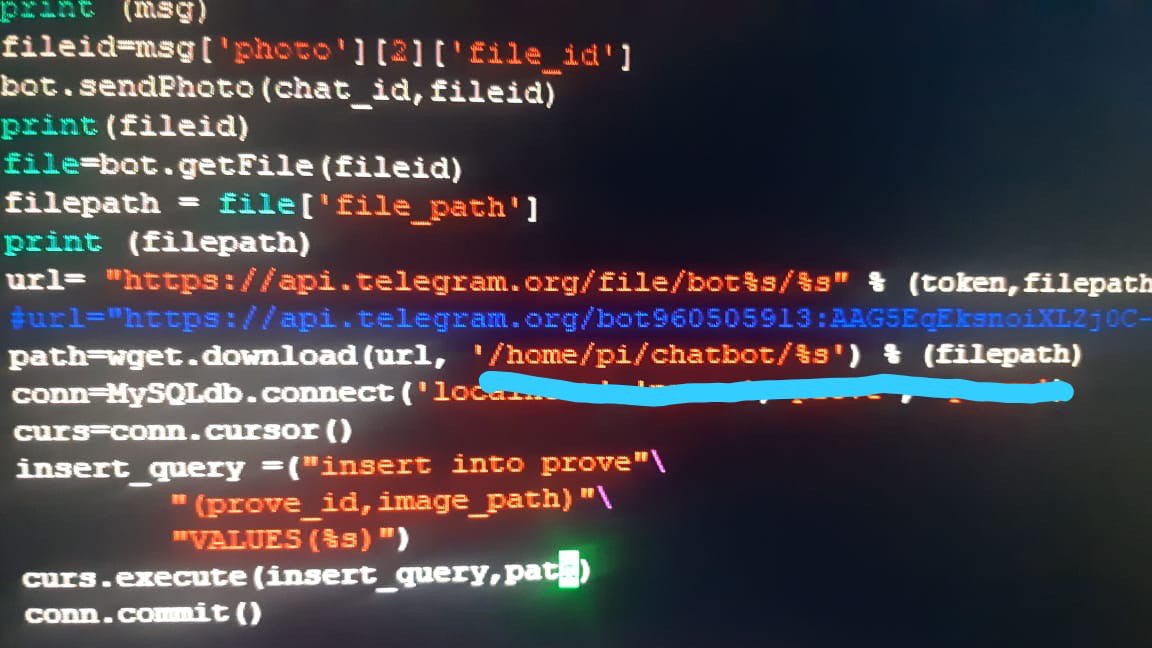 print (msg)
fileid=msg['photo'][2]['file_id']
bot.sendPhoto(chat_id,fileid)
print(fileid)
file=bot.getFile(fileid)
filepath = file['file_path']
print (filepath)
url= "https://api.telegram.org/file/bot%s/%s" % (token,filepath
#url="https://api.telegram.org/bot960505913:AAG5EqEksnoiXLZj0C-
path=wget.download(url, '/home/pi/chatbot/%s') % (filepath)
conn=MySQLdb.connect(
curs=conn.cursor()
insert_query =("insert into prove"\
"(prove_id,image_path)"\
"VALUES(%s)")
curs.execute(insert_query,path)
conn.commit()